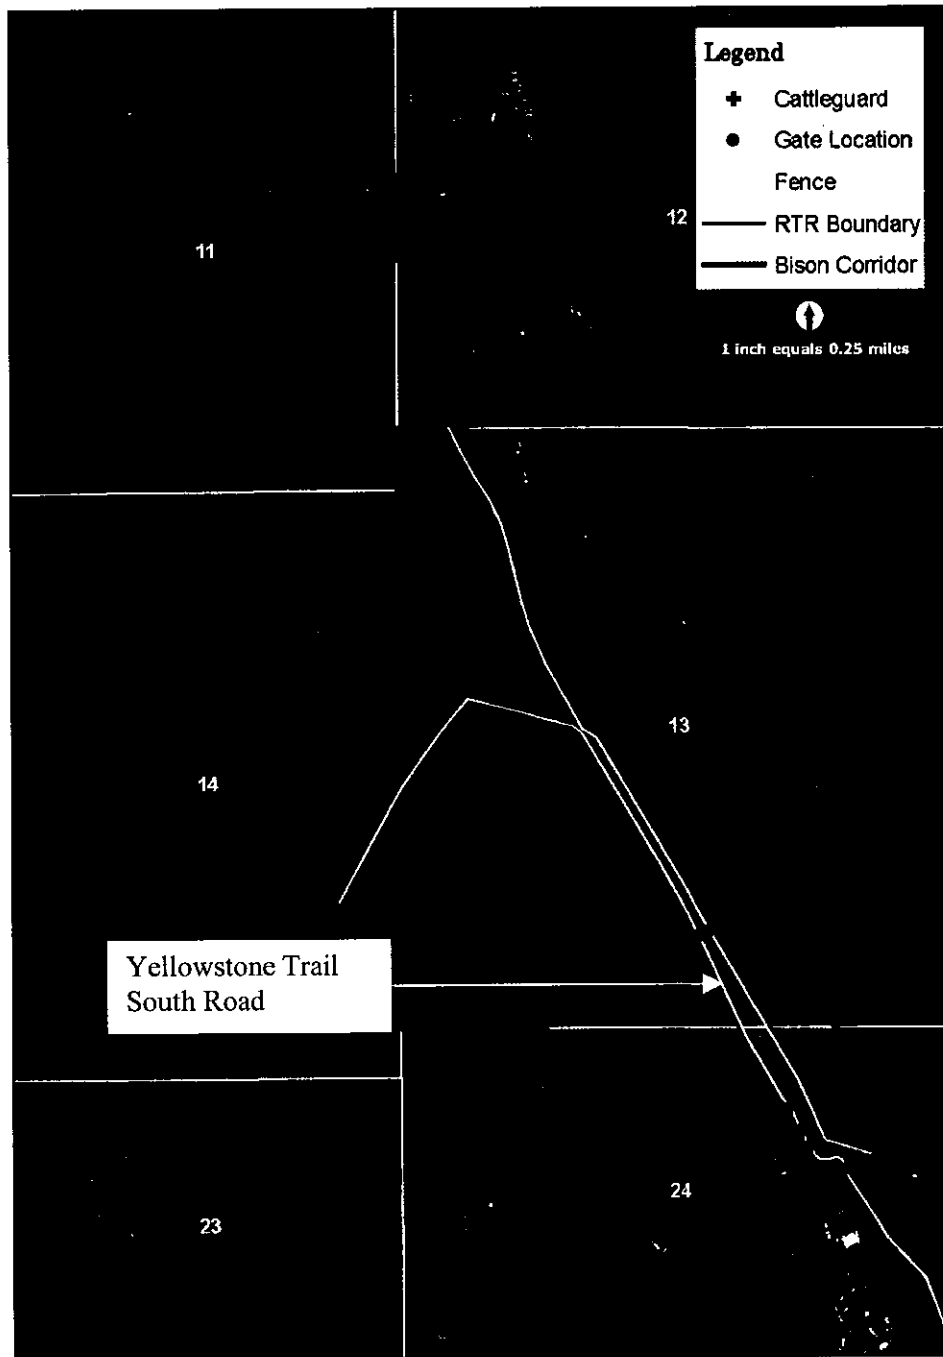 Legend
Cattleguard
Gate Location
Fence
RTR Boundary
Bison Corridor
1 inch equals 0.25 miles
11
12
13
14
Yellowstone Trail
South Road
23
24